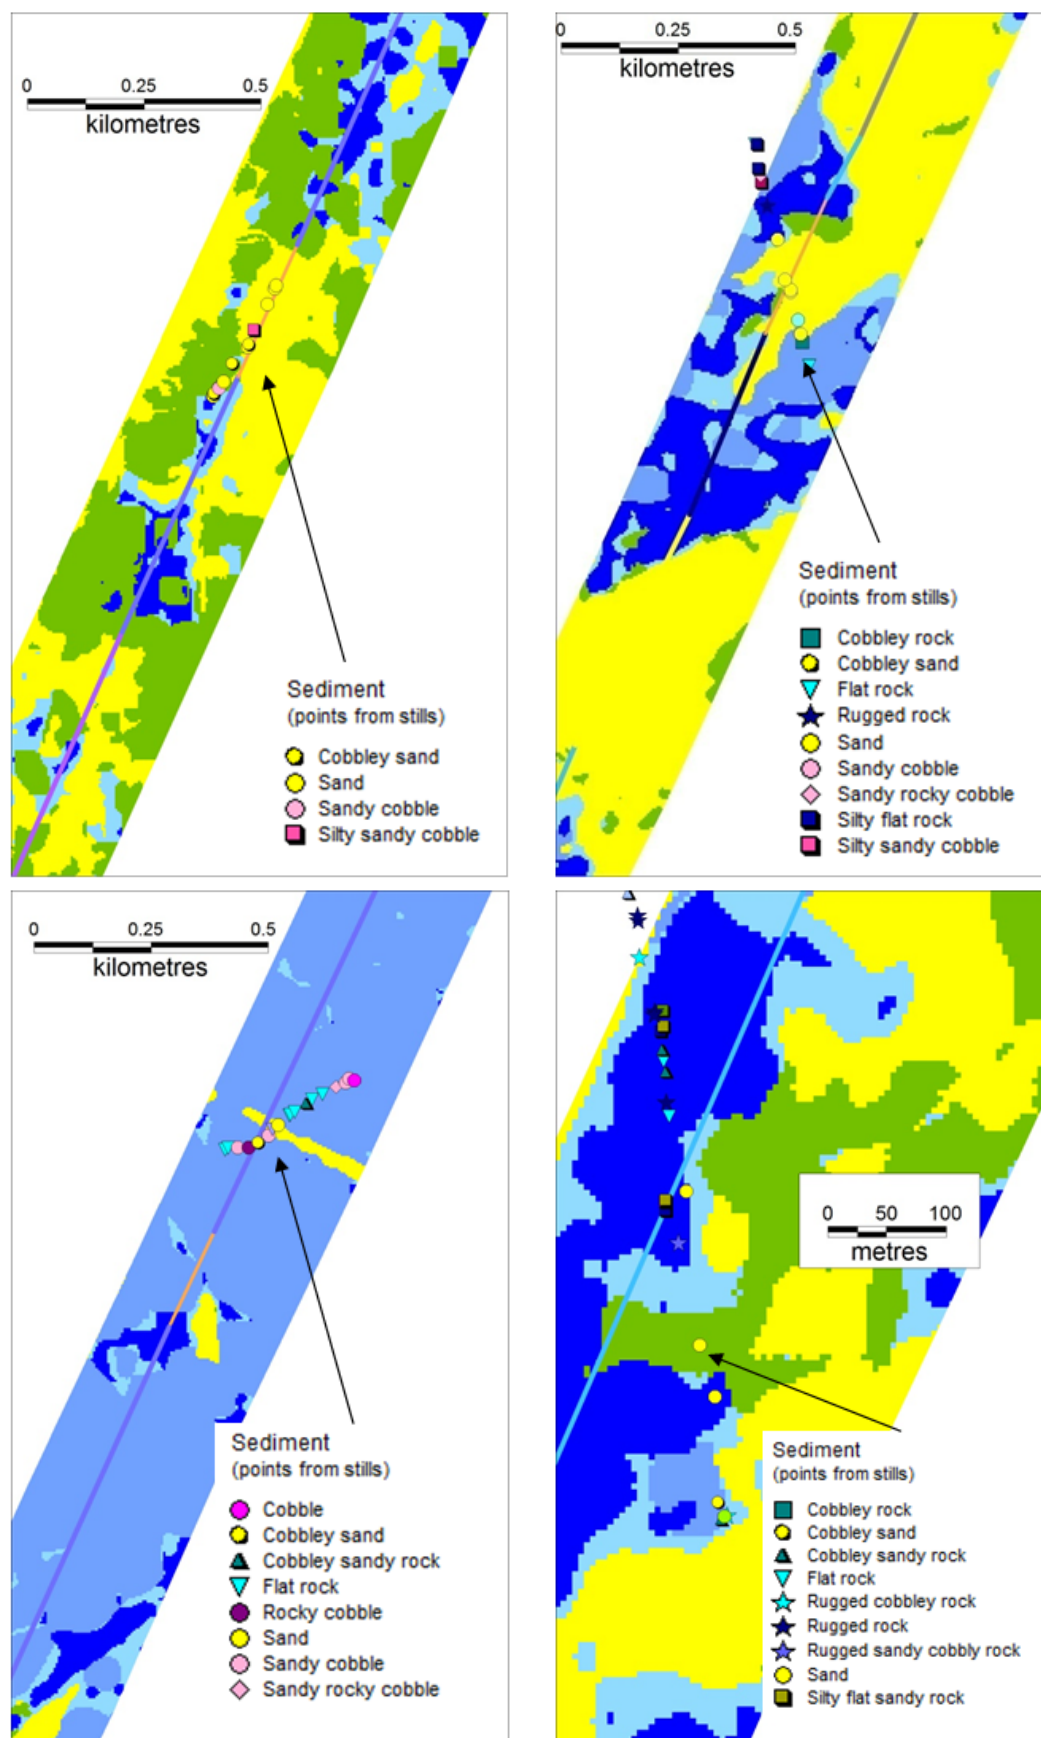 0 0.25 0.5
kilometres
Sediment
(points from stills)
Cobbley sand
Sand
Sandy cobble
Silty sandy cobble
0 0.25 0.5
kilometres
Sediment
(points from stills)
Cobbley rock
Cobbley sand
Flat rock
Rugged rock
Sand
Sandy cobble
Sandy rocky cobble
Silty flat rock
Silty sandy cobble
0 0.25 0.5
kilometres
Sediment
(points from stills)
Cobble
Cobbley sand
Cobbley sandy rock
Flat rock
Rocky cobble
Sand
Sandy cobble
Sandy rocky cobble
0 50 100
metres
Sediment
(points from stills)
Cobbley rock
Cobbley sand
Cobbley sandy rock
Flat rock
Rugged cobbley rock
Rugged rock
Rugged sandy cobbly rock
Sand
Silty flat sandy rock